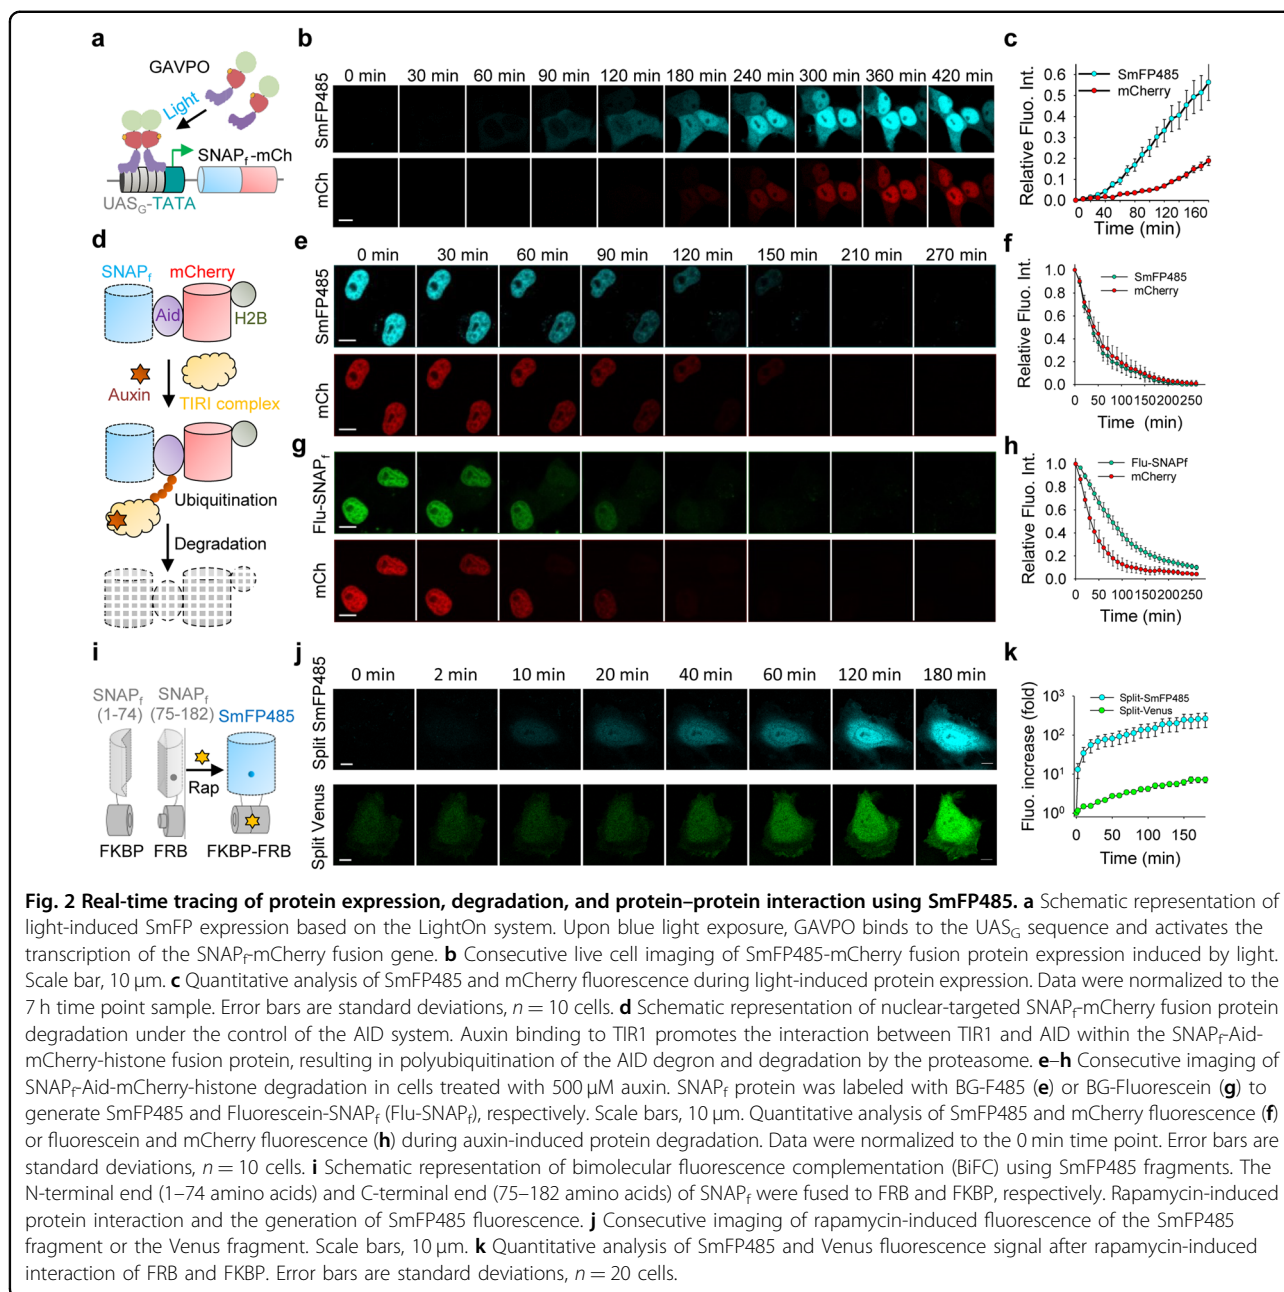 a
GAVPO
Light
SNAPf-mCh
UASG-TATA
b
0 min 30 min 60 min 90 min 120 min 180 min 240 min 300 min 360 min 420 min
SmFP485
mCh
c
SmFP485
mCherry
Relative Fluo. Int.
0.6
0.5
0.4
0.3
0.2
0.1
0.0
0 40 80 120 160
Time (min)
d
SNAPf mCherry
Aid
H2B
Auxin
TIRI complex
Ubiquitination
Degradation
e
0 min 30 min 60 min 90 min 120 min 150 min 210 min 270 min
SmFP485
mCh
f
SmFP485
mCherry
Relative Fluo. Int.
1.0
0.8
0.6
0.4
0.2
0.0
0 50 100 150 200 250
Time (min)
g
Flu-SNAPf
mCh
h
Flu-SNAPf
mCherry
Relative Fluo. Int.
1.0
0.8
0.6
0.4
0.2
0.0
0 50 100 150 200 250
Time (min)
i
SNAPf (1-74)
SNAPf (75-182)
SmFP485
Rap
FKBP FRB FKBP-FRB
j
0 min 2 min 10 min 20 min 40 min 60 min 120 min 180 min
Split SmFP485
Split Venus
k
Split-SmFP485
Split-Venus
Fluo. increase (fold)
10³
10²
10¹
10⁰
0 50 100 150
Time (min)
Fig. 2 Real-time tracing of protein expression, degradation, and protein–protein interaction using SmFP485. a Schematic representation of
light-induced SmFP expression based on the LightOn system. Upon blue light exposure, GAVPO binds to the UASG sequence and activates the
transcription of the SNAPf-mCherry fusion gene. b Consecutive live cell imaging of SmFP485-mCherry fusion protein expression induced by light.
Scale bar, 10 µm. c Quantitative analysis of SmFP485 and mCherry fluorescence during light-induced protein expression. Data were normalized to the
7 h time point sample. Error bars are standard deviations, n = 10 cells. d Schematic representation of nuclear-targeted SNAPf-mCherry fusion protein
degradation under the control of the AID system. Auxin binding to TIR1 promotes the interaction between TIR1 and AID within the SNAPf-Aid-
mCherry-histone fusion protein, resulting in polyubiquitination of the AID degron and degradation by the proteasome. e–h Consecutive imaging of
SNAPf-Aid-mCherry-histone degradation in cells treated with 500 µM auxin. SNAPf protein was labeled with BG-F485 (e) or BG-Fluorescein (g) to
generate SmFP485 and Fluorescein-SNAPf (Flu-SNAPf), respectively. Scale bars, 10 µm. Quantitative analysis of SmFP485 and mCherry fluorescence (f)
or fluorescein and mCherry fluorescence (h) during auxin-induced protein degradation. Data were normalized to the 0 min time point. Error bars are
standard deviations, n = 10 cells. i Schematic representation of bimolecular fluorescence complementation (BiFC) using SmFP485 fragments. The
N-terminal end (1–74 amino acids) and C-terminal end (75–182 amino acids) of SNAPf were fused to FRB and FKBP, respectively. Rapamycin-induced
protein interaction and the generation of SmFP485 fluorescence. j Consecutive imaging of rapamycin-induced fluorescence of the SmFP485
fragment or the Venus fragment. Scale bars, 10 µm. k Quantitative analysis of SmFP485 and Venus fluorescence signal after rapamycin-induced
interaction of FRB and FKBP. Error bars are standard deviations, n = 20 cells.